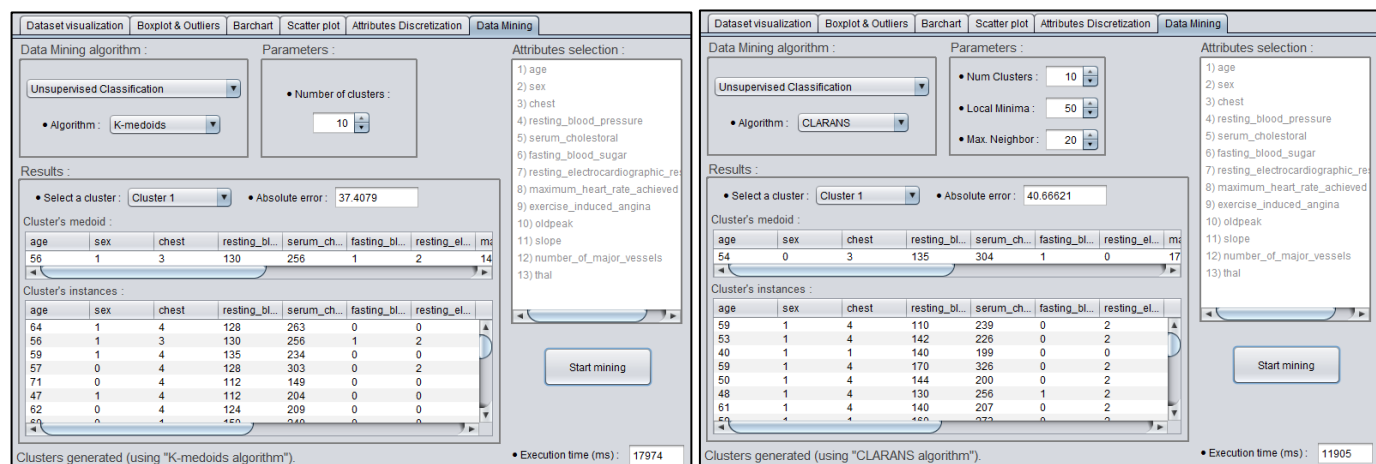 Dataset visualization Boxplot & Outliers Barchart Scatter plot Attributes Discretization Data Mining
Data Mining algorithm :
Parameters :
Attributes selection :
Unsupervised Classification
• Algorithm : K-medoids
• Number of clusters :
10
1) age
2) sex
3) chest
4) resting_blood_pressure
5) serum_cholestoral
6) fasting_blood_sugar
7) resting_electrocardiographic_res
8) maximum_heart_rate_achieved
9) exercise_induced_angina
10) oldpeak
11) slope
12) number_of_major_vessels
13) thal
Results :
• Select a cluster : Cluster 1 • Absolute error : 37.4079
Cluster's medoid :
age sex chest resting_bl... serum_ch... fasting_bl... resting_el... ma
56 1 3 130 256 1 2 14
Cluster's instances :
age sex chest resting_bl... serum_ch... fasting_bl... resting_el...
64 1 4 128 263 0 0
56 1 3 130 256 1 2
59 1 4 135 234 0 0
57 0 4 128 303 0 2
71 0 4 112 149 0 0
47 1 4 112 204 0 0
62 0 4 124 209 0 0
Start mining
Clusters generated (using "K-medoids algorithm").
• Execution time (ms) : 17974
Dataset visualization Boxplot & Outliers Barchart Scatter plot Attributes Discretization Data Mining
Data Mining algorithm :
Parameters :
Attributes selection :
Unsupervised Classification
• Algorithm : CLARANS
• Num Clusters : 10
• Local Minima : 50
• Max. Neighbor : 20
1) age
2) sex
3) chest
4) resting_blood_pressure
5) serum_cholestoral
6) fasting_blood_sugar
7) resting_electrocardiographic_re
8) maximum_heart_rate_achieved
9) exercise_induced_angina
10) oldpeak
11) slope
12) number_of_major_vessels
13) thal
Results :
• Select a cluster : Cluster 1 • Absolute error : 40.66621
Cluster's medoid :
age sex chest resting_bl... serum_ch... fasting_bl... resting_el... ma
54 0 3 135 304 1 0 17
Cluster's instances :
age sex chest resting_bl... serum_ch... fasting_bl... resting_el...
59 1 4 110 239 0 2
53 1 4 142 226 0 2
40 1 1 140 199 0 0
59 1 4 170 326 0 2
50 1 4 144 200 0 2
48 1 4 130 256 1 2
61 1 4 140 207 0 2
Start mining
Clusters generated (using "CLARANS algorithm").
• Execution time (ms) : 11905